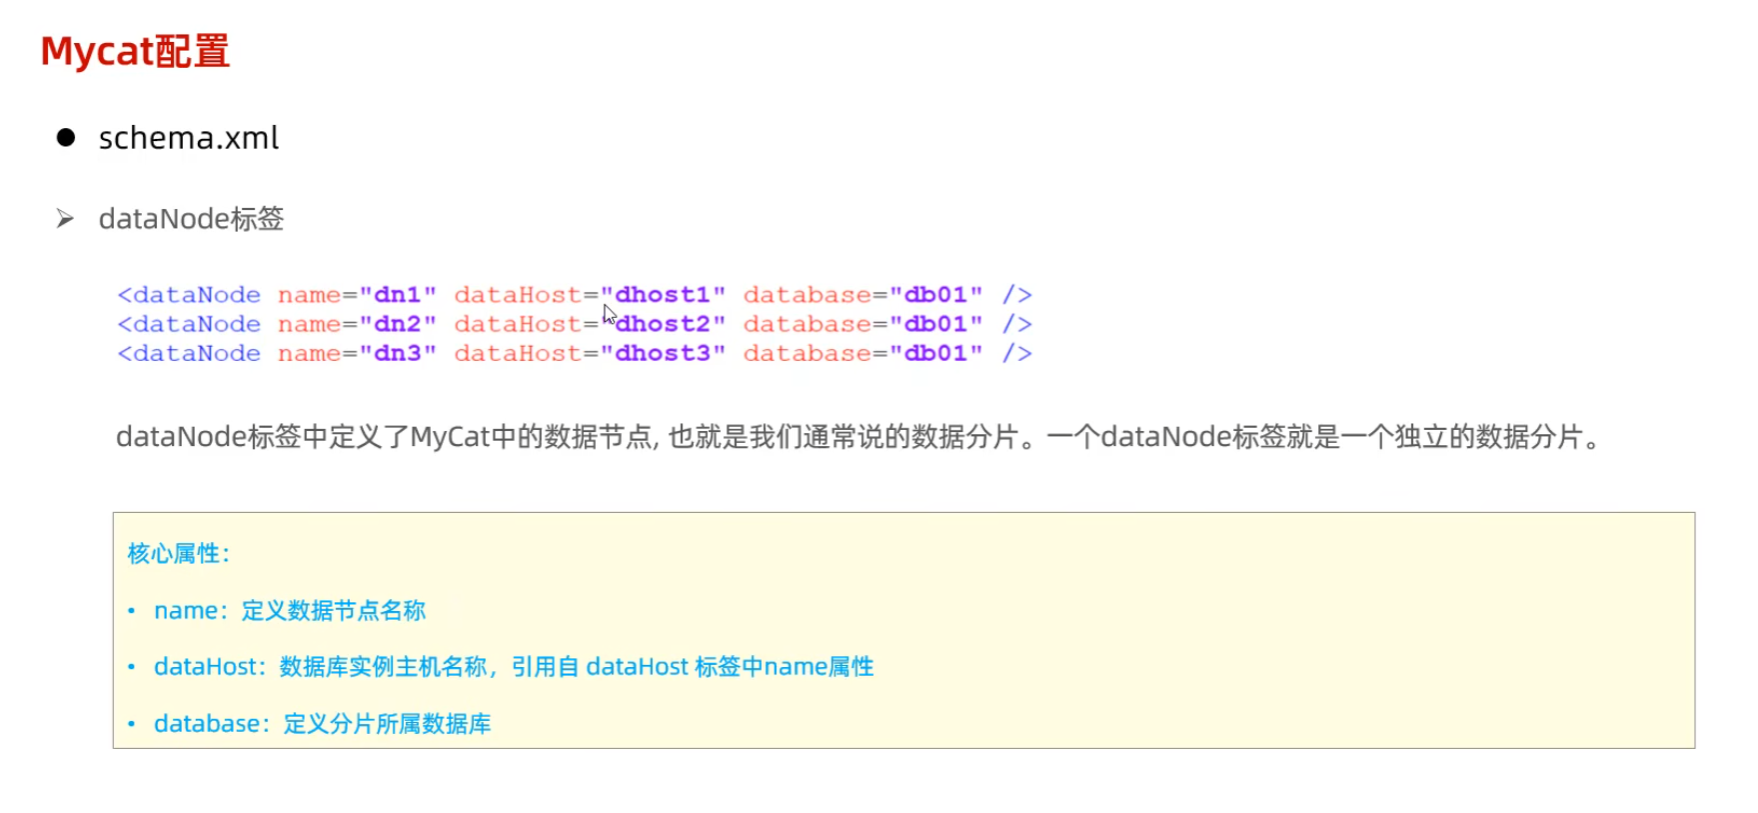 Mycat配置
schema.xml
dataNode标签
<dataNode name="dn1" dataHost="dhost1" database="db01" />
<dataNode name="dn2" dataHost="dhost2" database="db01" />
<dataNode name="dn3" dataHost="dhost3" database="db01" />
dataNode标签中定义了MyCat中的数据节点, 也就是我们通常说的数据分片。一个dataNode标签就是一个独立的数据分片。
核心属性：
• name：定义数据节点名称
• dataHost：数据库实例主机名称，引用自 dataHost 标签中name属性
• database：定义分片所属数据库